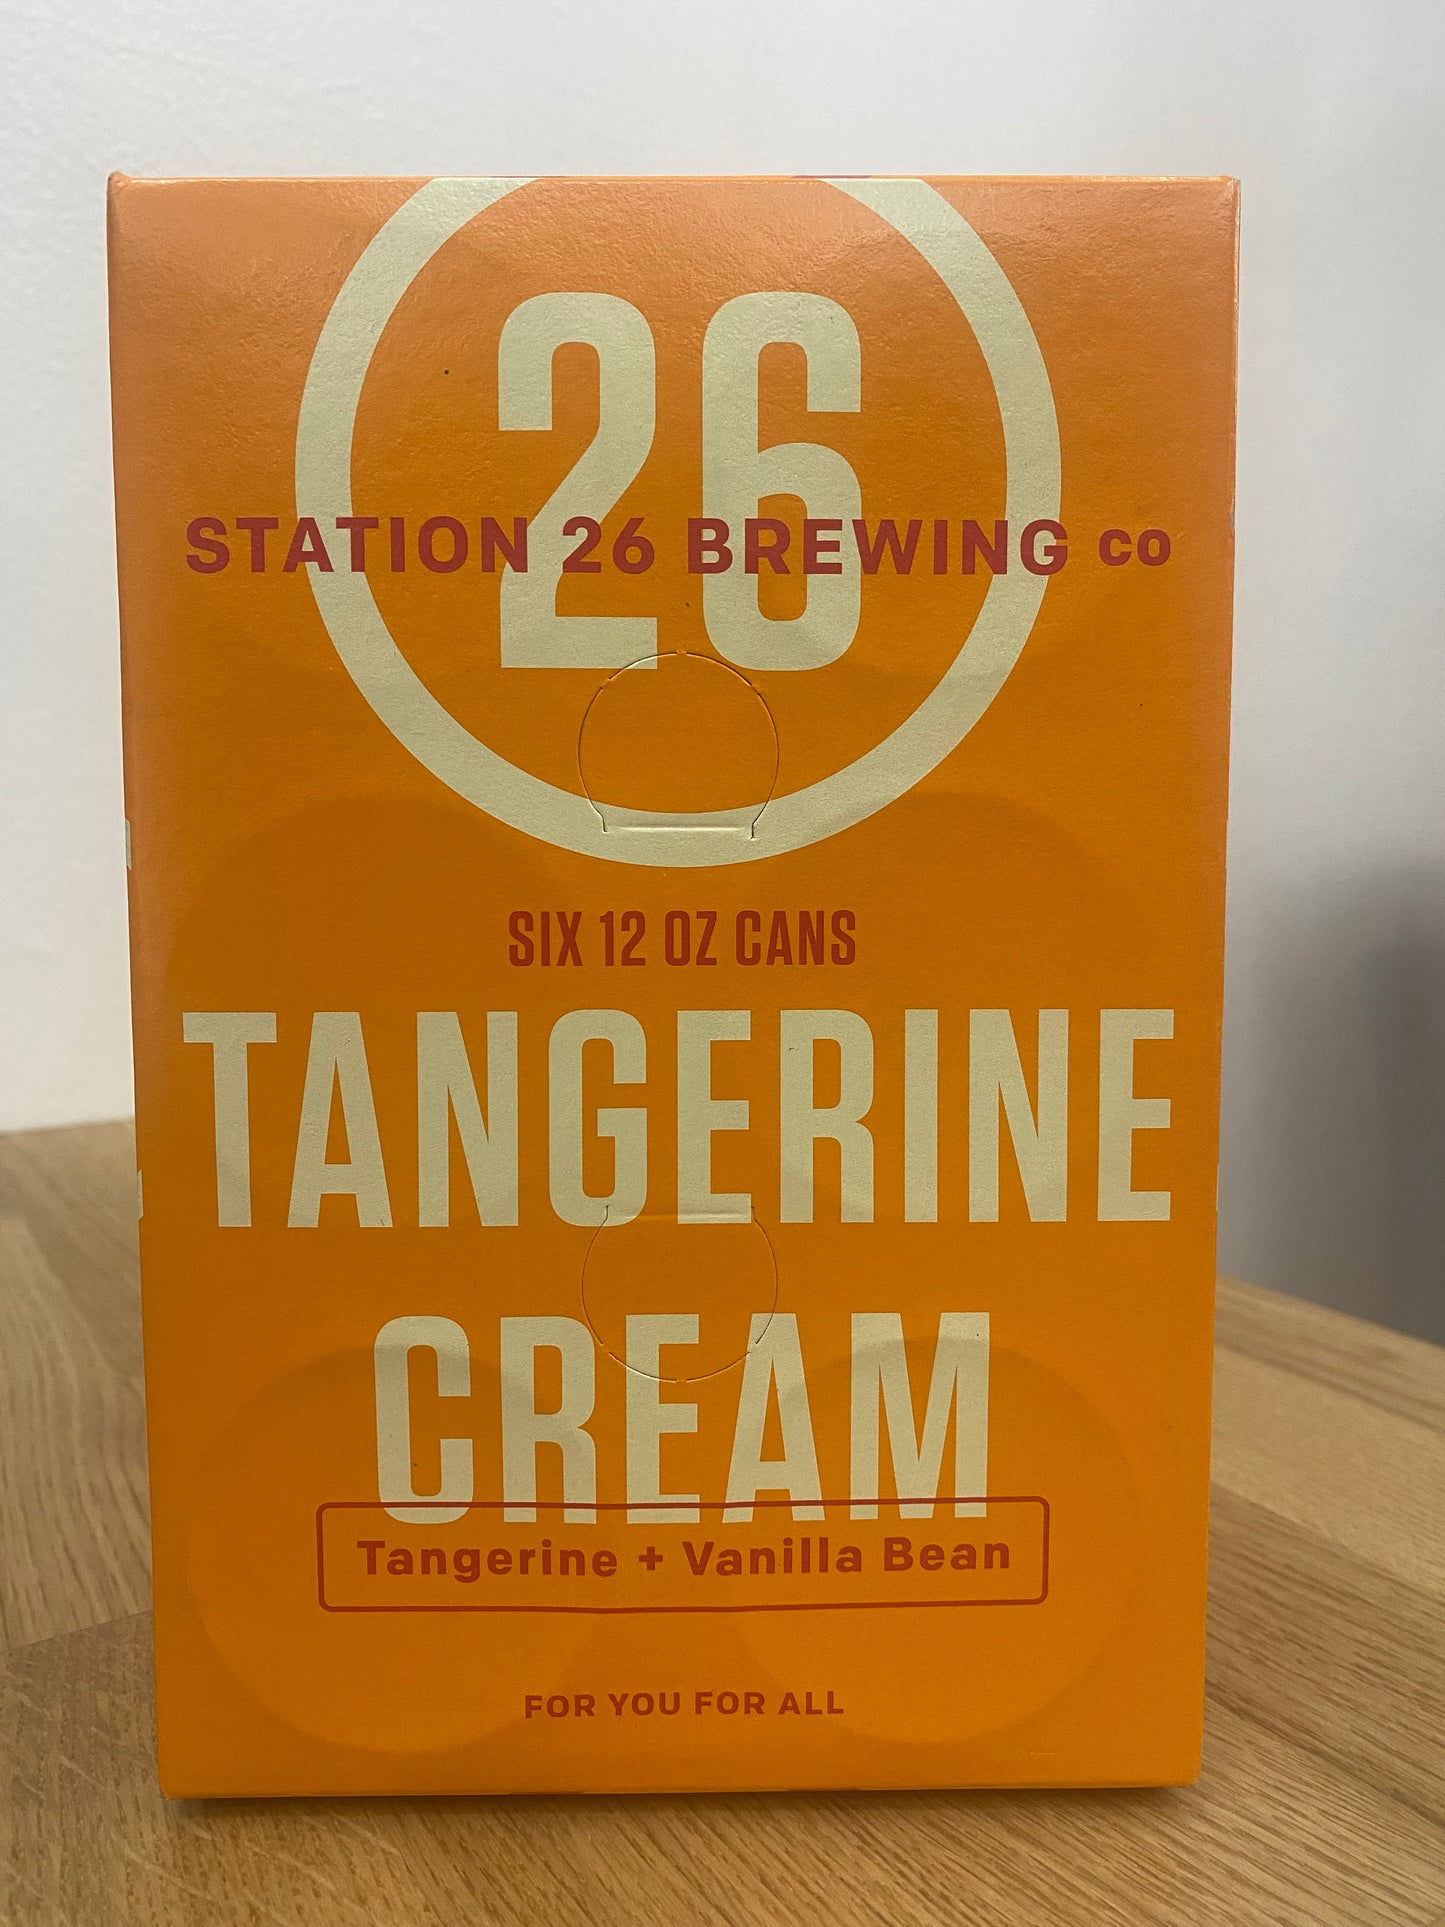 26
STATION 26 BREWING CO
SIX 12 OZ CANS
TANGERINE
CREAM
Tangerine + Vanilla Bean
FOR YOU FOR ALL